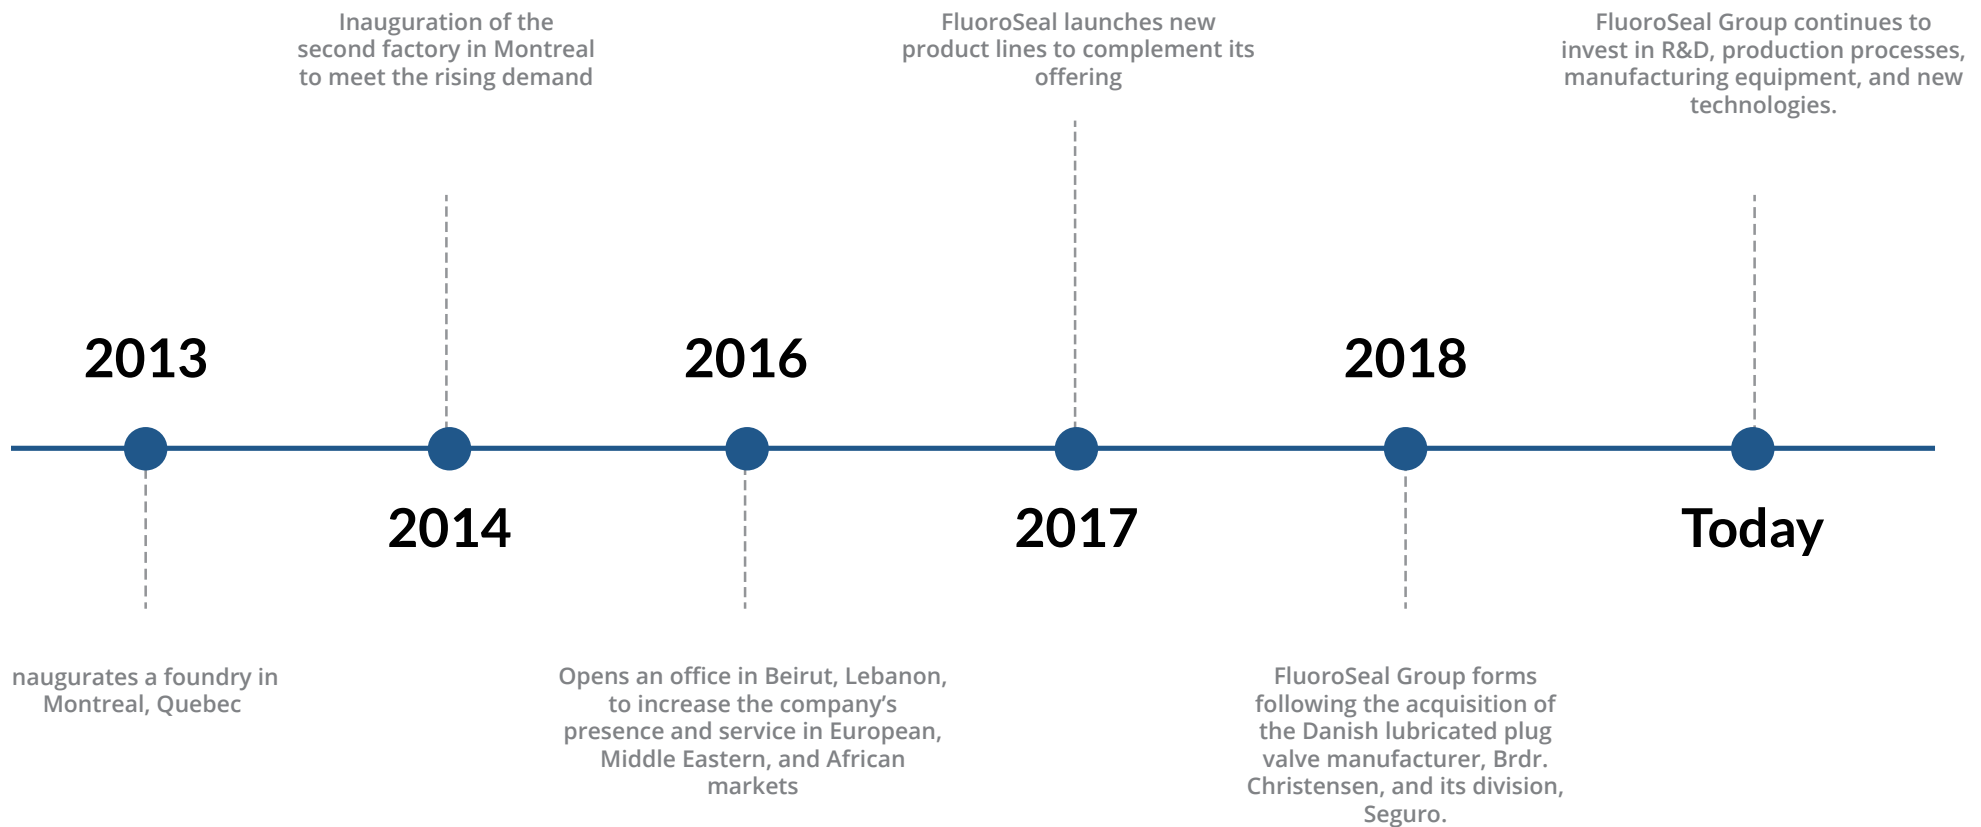 Inauguration of the
second factory in Montreal
to meet the rising demand
FluoroSeal launches new
product lines to complement its
offering
FluoroSeal Group continues to
invest in R&D, production processes,
manufacturing equipment, and new
technologies.
2013
2016
2018
2014
2017
Today
naugurates a foundry in
Montreal, Quebec
Opens an office in Beirut, Lebanon,
to increase the company’s
presence and service in European,
Middle Eastern, and African
markets
FluoroSeal Group forms
following the acquisition of
the Danish lubricated plug
valve manufacturer, Brdr.
Christensen, and its division,
Seguro.